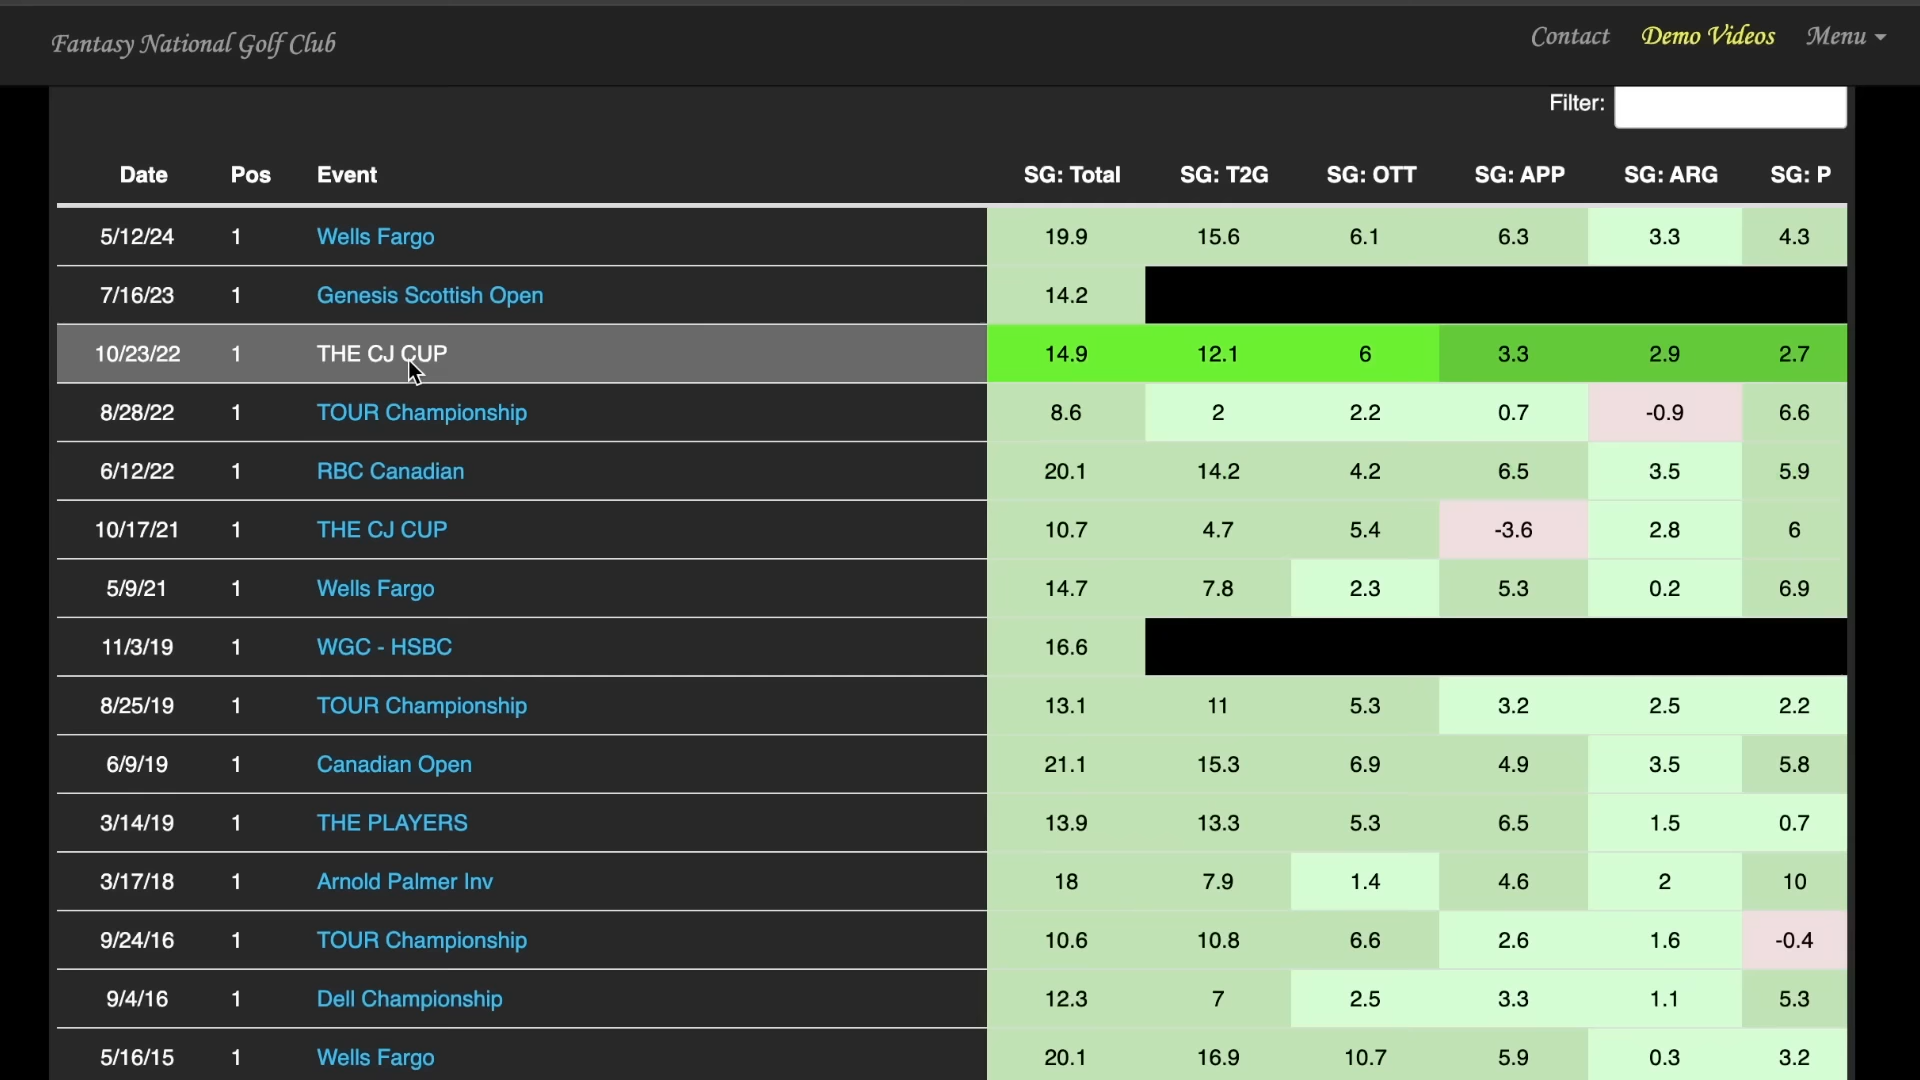 Fantasy National Golf Club Contact Demo Videos Menu
Filter:
Date Pos Event SG: Total SG: T2G SG: OTT SG: APP SG: ARG SG: P
5/12/24 1 Wells Fargo 19.9 15.6 6.1 6.3 3.3 4.3
7/16/23 1 Genesis Scottish Open 14.2
10/23/22 1 THE CJ CUP 14.9 12.1 6 3.3 2.9 2.7
8/28/22 1 TOUR Championship 8.6 2 2.2 0.7 -0.9 6.6
6/12/22 1 RBC Canadian 20.1 14.2 4.2 6.5 3.5 5.9
10/17/21 1 THE CJ CUP 10.7 4.7 5.4 -3.6 2.8 6
5/9/21 1 Wells Fargo 14.7 7.8 2.3 5.3 0.2 6.9
11/3/19 1 WGC - HSBC 16.6
8/25/19 1 TOUR Championship 13.1 11 5.3 3.2 2.5 2.2
6/9/19 1 Canadian Open 21.1 15.3 6.9 4.9 3.5 5.8
3/14/19 1 THE PLAYERS 13.9 13.3 5.3 6.5 1.5 0.7
3/17/18 1 Arnold Palmer Inv 18 7.9 1.4 4.6 2 10
9/24/16 1 TOUR Championship 10.6 10.8 6.6 2.6 1.6 -0.4
9/4/16 1 Dell Championship 12.3 7 2.5 3.3 1.1 5.3
5/16/15 1 Wells Fargo 20.1 16.9 10.7 5.9 0.3 3.2